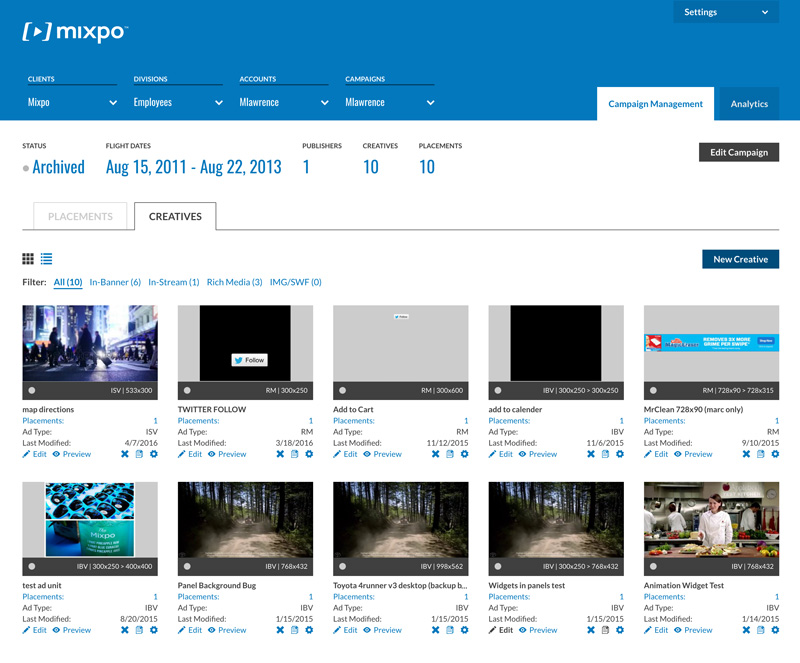 Settings
mixpo™
CLIENTS DIVISIONS ACCOUNTS CAMPAIGNS
Mixpo Employees Mlawrence Mlawrence
Campaign Management Analytics
STATUS FLIGHT DATES PUBLISHERS CREATIVES PLACEMENTS
Archived Aug 15, 2011 - Aug 22, 2013 1 10 10
Edit Campaign
PLACEMENTS CREATIVES
New Creative
Filter: All (10) In-Banner (6) In-Stream (1) Rich Media (3) IMG/SWF (0)
Follow
Follow
REMOVES 3X MORE
GRIME PER SWIPE*
ISV | 533x300 RM | 300x250 RM | 300x600 IBV | 300x250 > 300x250 RM | 728x90 > 728x315
map directions TWITTER FOLLOW Add to Cart add to calender MrClean 728x90 (marc only)
Placements: 1 Placements: 1 Placements: 1 Placements: 1 Placements: 1
Ad Type: ISV Ad Type: RM Ad Type: RM Ad Type: IBV Ad Type: RM
Last Modified: 4/7/2016 Last Modified: 3/18/2016 Last Modified: 11/12/2015 Last Modified: 11/6/2015 Last Modified: 9/10/2015
Edit Preview Edit Preview Edit Preview Edit Preview Edit Preview
Mixpo
IBV | 300x250 > 400x400 IBV | 768x432 IBV | 998x562 IBV | 300x250 > 768x432 IBV | 768x432
test ad unit Panel Background Bug Toyota 4runner v3 desktop (backup b... Widgets in panels test Animation Widget Test
Placements: 1 Placements: 1 Placements: 1 Placements: 1 Placements: 1
Ad Type: IBV Ad Type: IBV Ad Type: IBV Ad Type: IBV Ad Type: IBV
Last Modified: 8/20/2015 Last Modified: 1/15/2015 Last Modified: 1/15/2015 Last Modified: 1/15/2015 Last Modified: 1/14/2015
Edit Preview Edit Preview Edit Preview Edit Preview Edit Preview